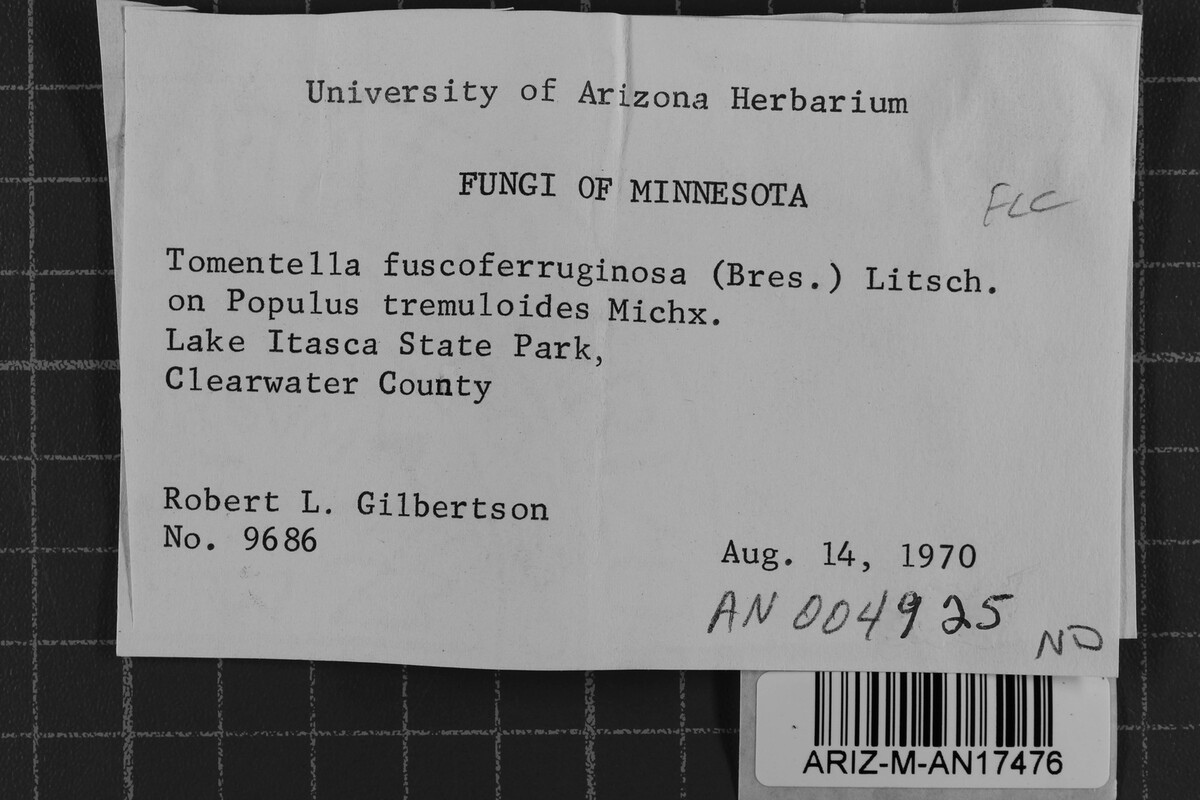 University of Arizona Herbarium
FUNGI OF MINNESOTA
FCC
Tomentella fuscoferruginosa (Bres.) Litsch.
on Populus tremuloides Michx.
Lake Itasca State Park,
Clearwater County
Robert L. Gilbertson
No. 9686
Aug. 14, 1970
AN 004925
ND
ARIZ-M-AN17476